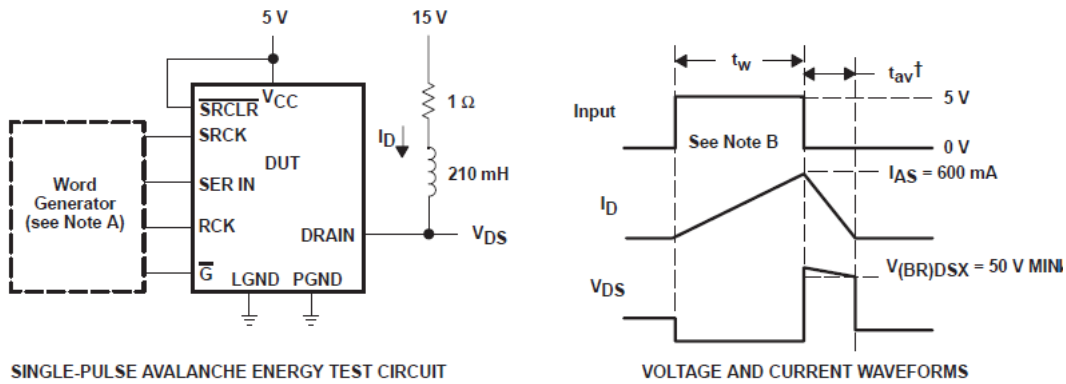 5 V
15 V
VCC
SRCLR
SRCK
1 Ω
ID
DUT
Word
Generator
(see Note A)
SER IN
210 mH
RCK
DRAIN
VDS
G
LGND PGND
SINGLE-PULSE AVALANCHE ENERGY TEST CIRCUIT
tw
tav†
Input
5 V
See Note B
0 V
IAS = 600 mA
ID
V(BR)DSX = 50 V MIN
VDS
VOLTAGE AND CURRENT WAVEFORMS